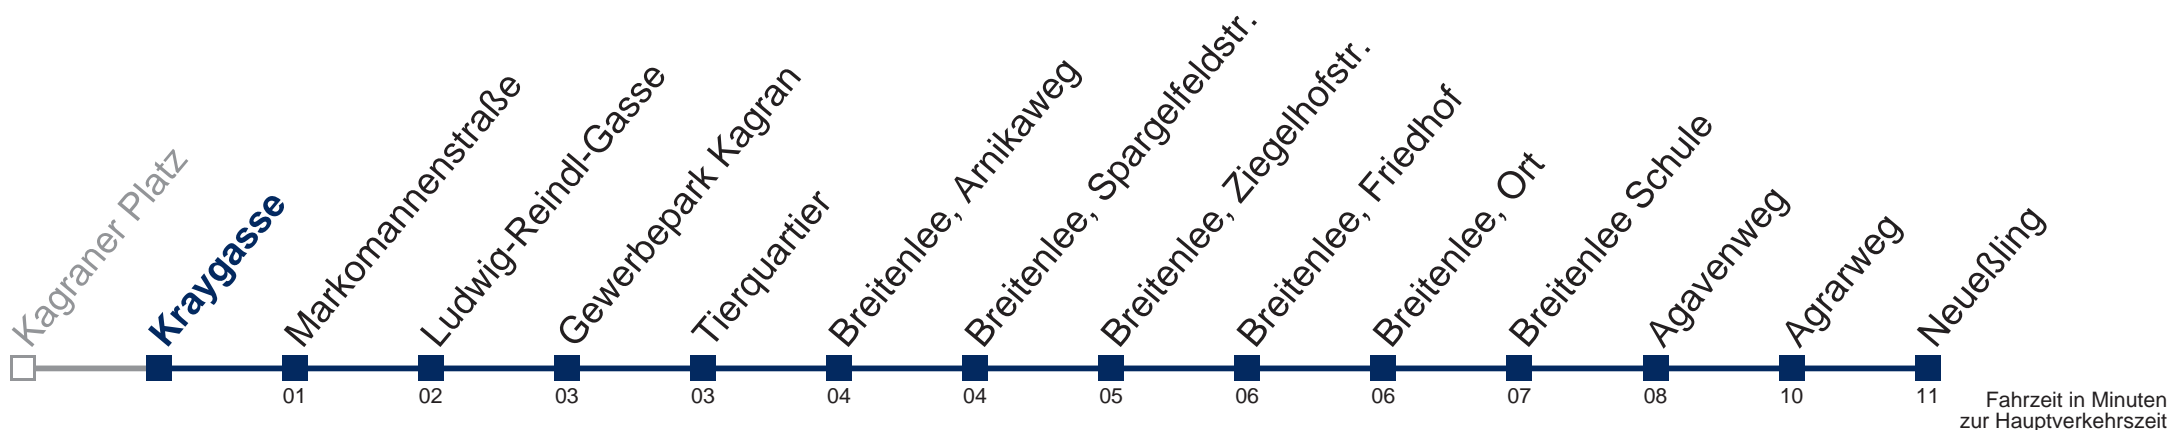 Kagraner Platz
Kraygasse
Markomannenstraße
Ludwig-Reindl-Gasse
Gewerbepark Kagran
Tierquartier
Breitenlee, Arnikaweg
Breitenlee, Spargelfeldstr.
Breitenlee, Ziegelhofstr.
Breitenlee, Friedhof
Breitenlee, Ort
Breitenlee Schule
Agavenweg
Agrarweg
Neueßling
01 02 03 03 04 04 05 06 06 07 08 10 11
Fahrzeit in Minuten
zur Hauptverkehrszeit